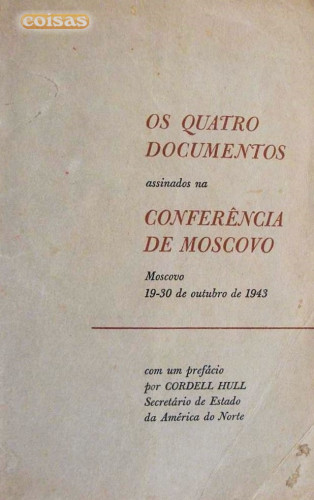 coisas
OS QUATRO
DOCUMENTOS
assinados na
CONFERÊNCIA
DE MOSCOVO
Moscovo
19-30 de outubro de 1943
com um prefácio
por CORDELL HULL
Secretário de Estado
da América do Norte